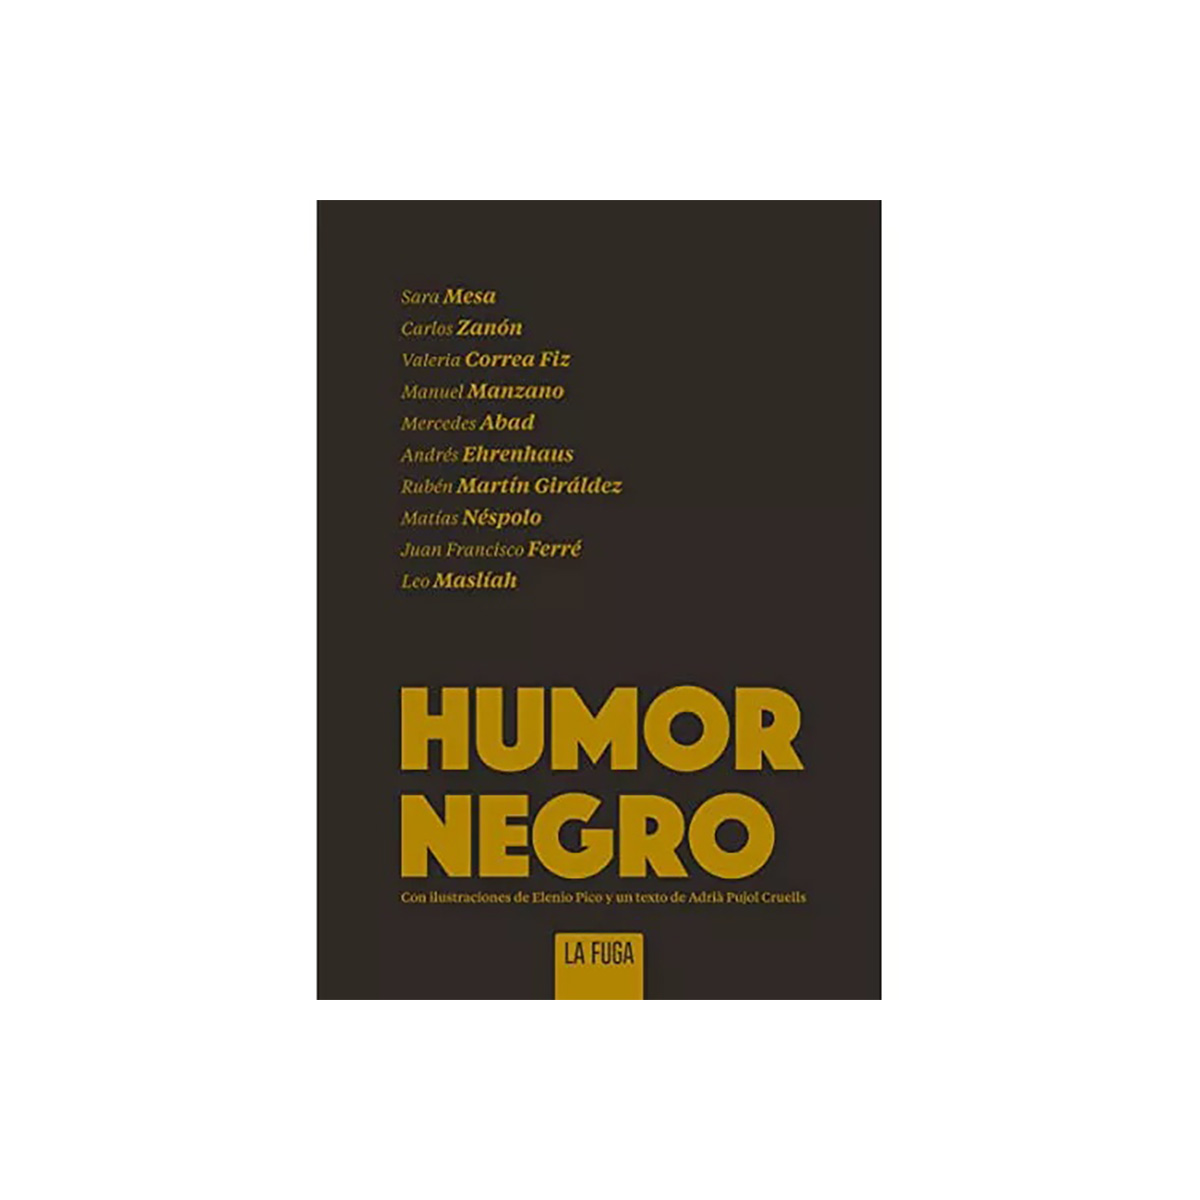 Sara Mesa
Carlos Zanón
Valeria Correa Fiz
Manuel Manzano
Mercedes Abad
Andrés Ehrenhaus
Rubén Martín Giráldez
Matías Néspolo
Juan Francisco Ferré
Leo Maslíah
HUMOR
NEGRO
Con ilustraciones de Elenio Pico y un texto de Adrià Pujol Cruells
LA FUGA